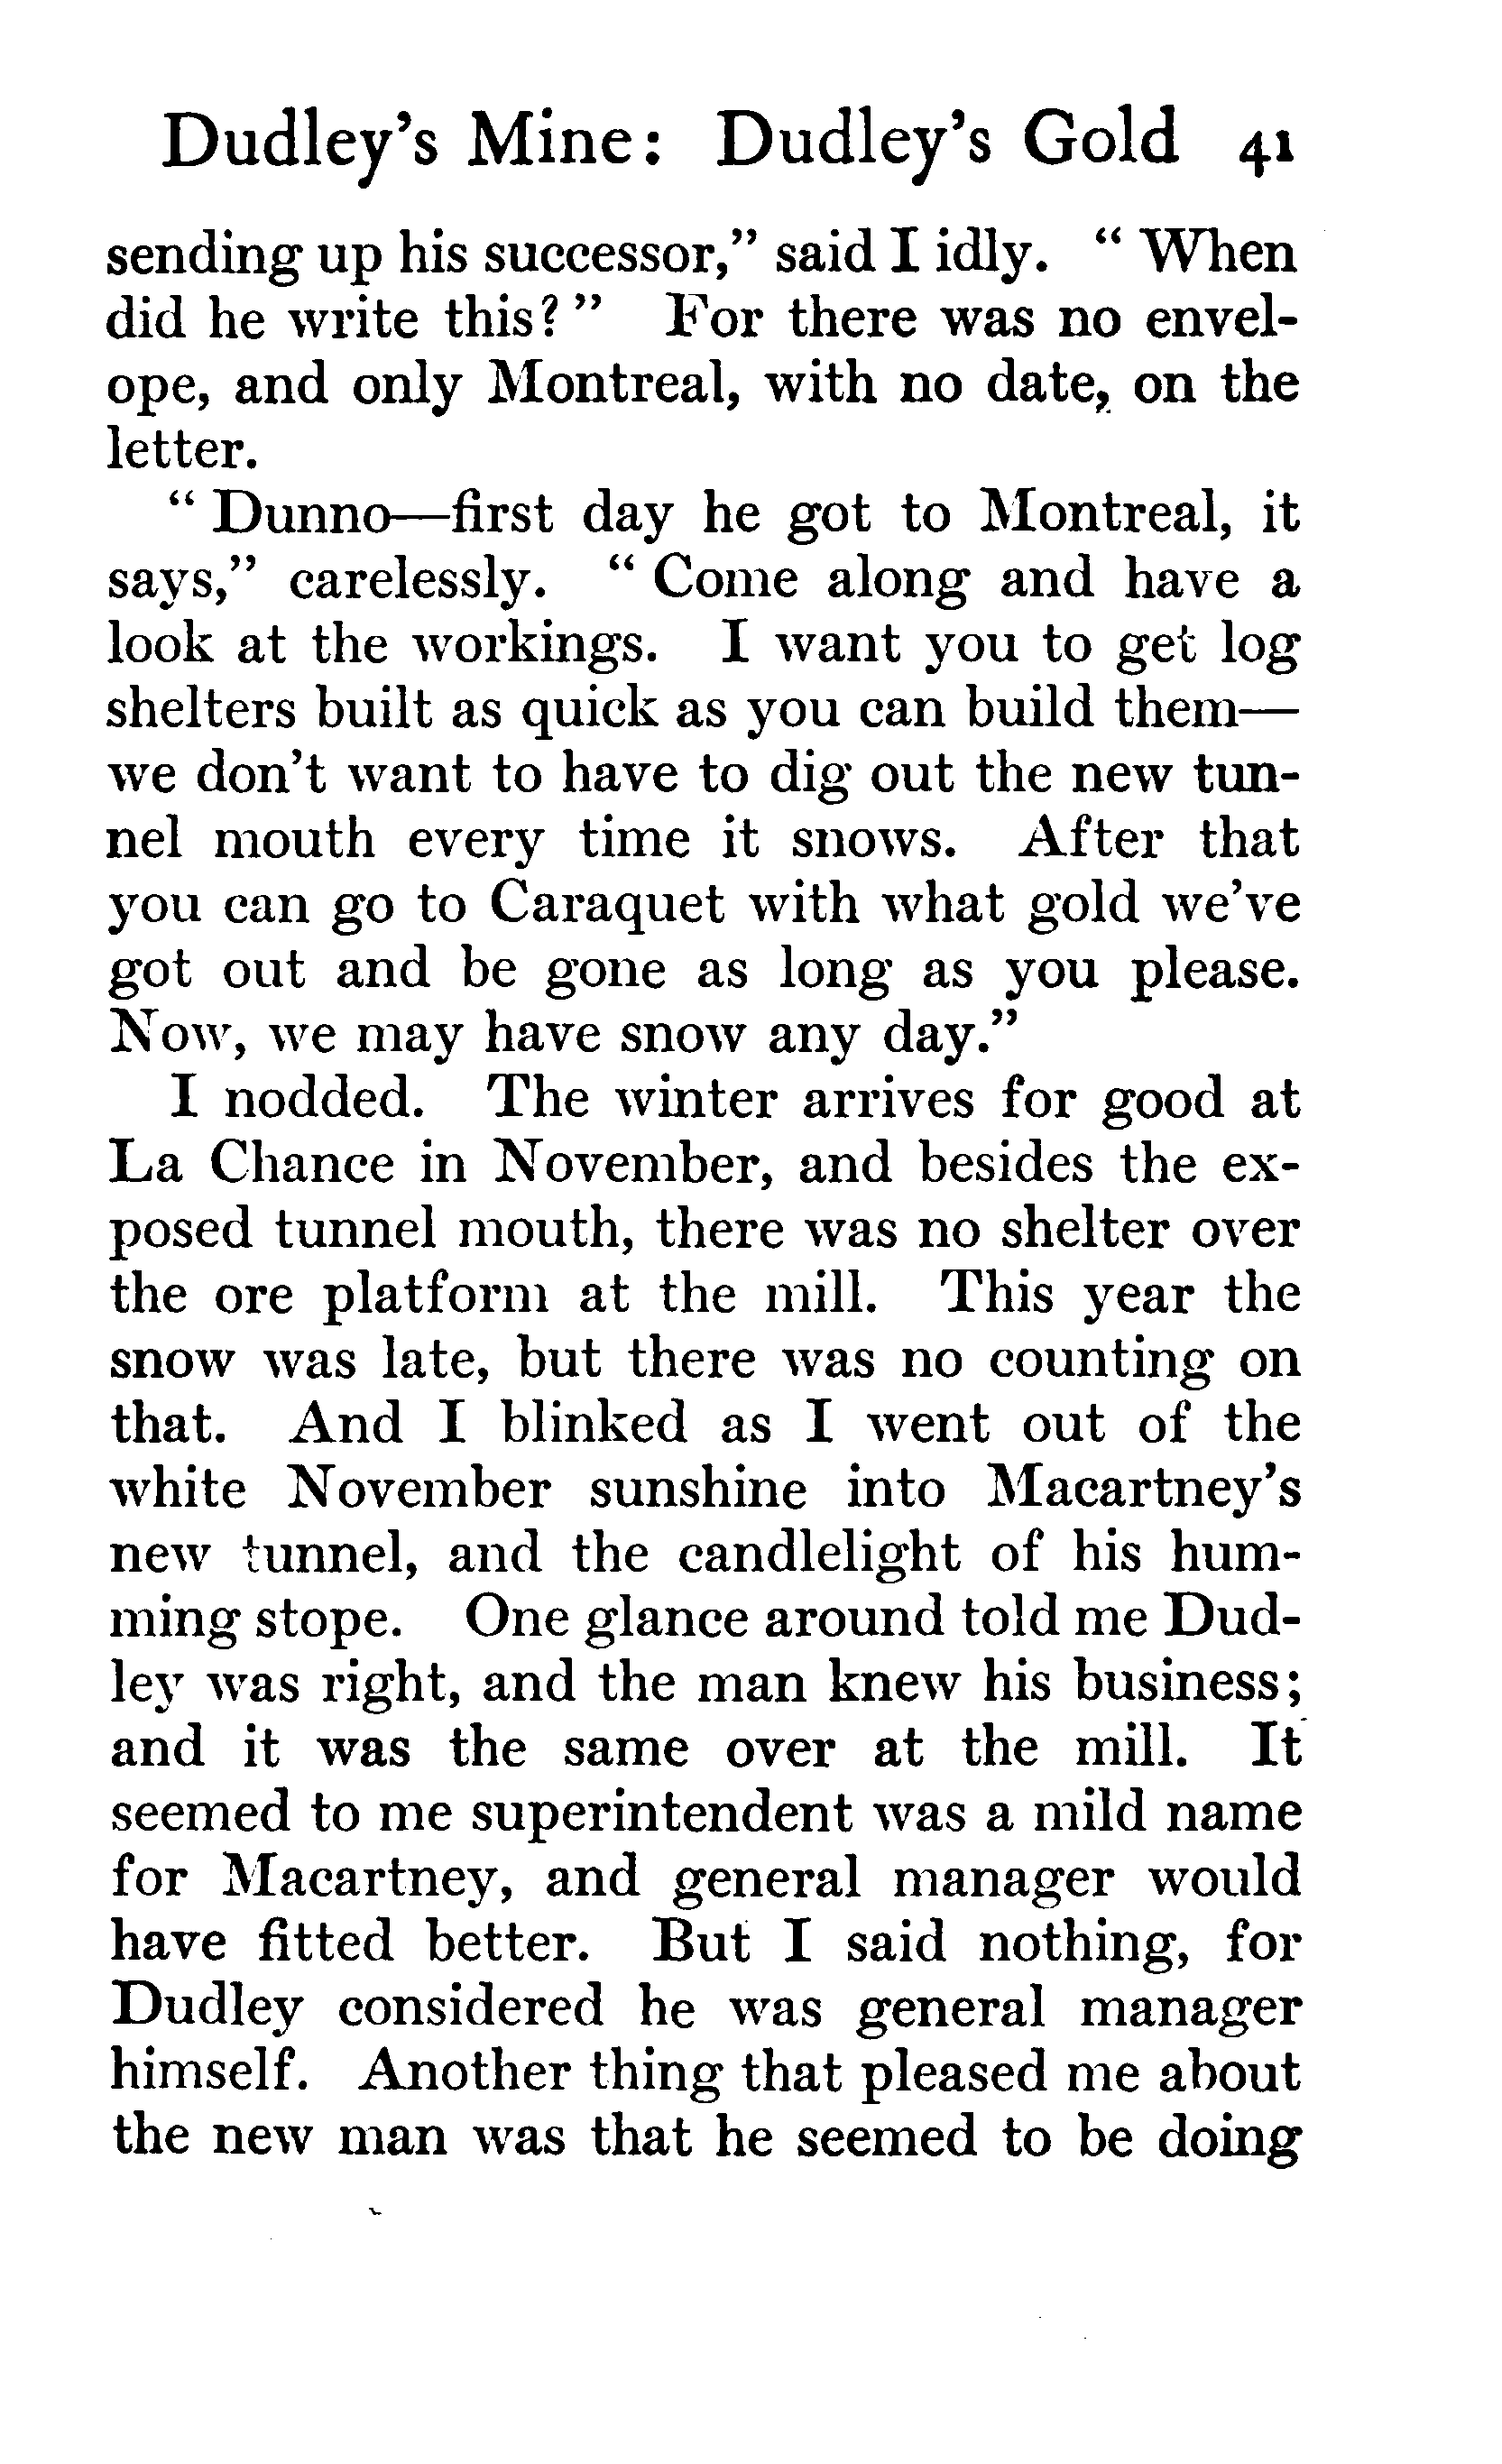 Dudley's Mine: Dudley's Gold 41
sending up his successor," said I idly. "When
did he write this?" For there was no envel-
ope, and only Montreal, with no date, on the
letter.
"Dunno—first day he got to Montreal, it
says," carelessly. "Come along and have a
look at the workings. I want you to get log
shelters built as quick as you can build them—
we don't want to have to dig out the new tun-
nel mouth every time it snows. After that
you can go to Caraquet with what gold we've
got out and be gone as long as you please.
Now, we may have snow any day."
I nodded. The winter arrives for good at
La Chance in November, and besides the ex-
posed tunnel mouth, there was no shelter over
the ore platform at the mill. This year the
snow was late, but there was no counting on
that. And I blinked as I went out of the
white November sunshine into Macartney's
new tunnel, and the candlelight of his hum-
ming stope. One glance around told me Dud-
ley was right, and the man knew his business;
and it was the same over at the mill. It
seemed to me superintendent was a mild name
for Macartney, and general manager would
have fitted better. But I said nothing, for
Dudley considered he was general manager
himself. Another thing that pleased me about
the new man was that he seemed to be doing